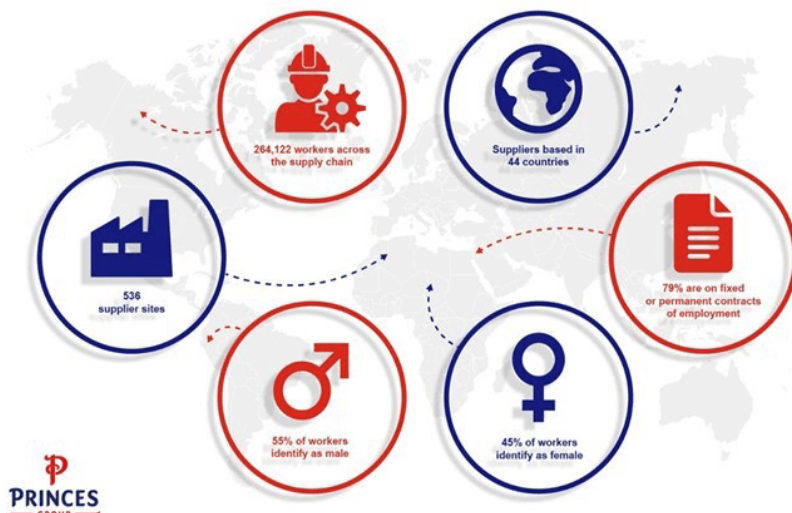 264,122 workers across
the supply chain
Suppliers based in
44 countries
536
supplier sites
79% are on fixed
or permanent contracts
of employment
55% of workers
identify as male
45% of workers
identify as female
P
PRINCES
GROUP